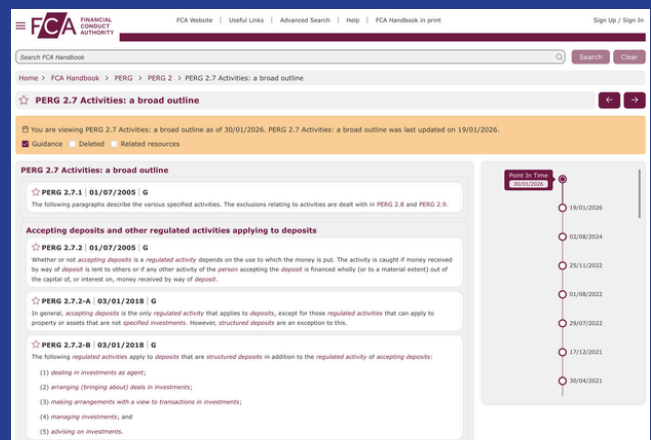 FCA FINANCIAL CONDUCT AUTHORITY
FCA Website | Useful Links | Advanced Search | Help | FCA Handbook in print
Sign Up / Sign In
Search FCA Handbook
Search
Clear
Home > FCA Handbook > PERG > PERG 2 > PERG 2.7 Activities: a broad outline
PERG 2.7 Activities: a broad outline
You are viewing PERG 2.7 Activities: a broad outline as of 30/01/2026. PERG 2.7 Activities: a broad outline was last updated on 19/01/2026.
Guidance Deleted Related resources
PERG 2.7 Activities: a broad outline
PERG 2.7.1 | 01/07/2005 | G
The following paragraphs describe the various specified activities. The exclusions relating to activities are dealt with in PERG 2.8 and PERG 2.9.
Accepting deposits and other regulated activities applying to deposits
PERG 2.7.2 | 01/07/2005 | G
Whether or not accepting deposits is a regulated activity depends on the use to which the money is put. The activity is caught if money received
by way of deposit is lent to others or if any other activity of the person accepting the deposit is financed wholly (or to a material extent) out of
the capital of, or interest on, money received by way of deposit.
PERG 2.7.2-A | 03/01/2018 | G
In general, accepting deposits is the only regulated activity that applies to deposits, except for those regulated activities that can apply to
property or assets that are not specified investments. However, structured deposits are an exception to this.
PERG 2.7.2-B | 03/01/2018 | G
The following regulated activities apply to deposits that are structured deposits in addition to the regulated activity of accepting deposits:
(1) dealing in investments as agent;
(2) arranging (bringing about) deals in investments;
(3) making arrangements with a view to transactions in investments;
(4) managing investments; and
(5) advising on investments.
Point In Time
30/01/2026
19/01/2026
02/08/2024
25/11/2022
01/08/2022
29/07/2022
17/12/2021
30/04/2021